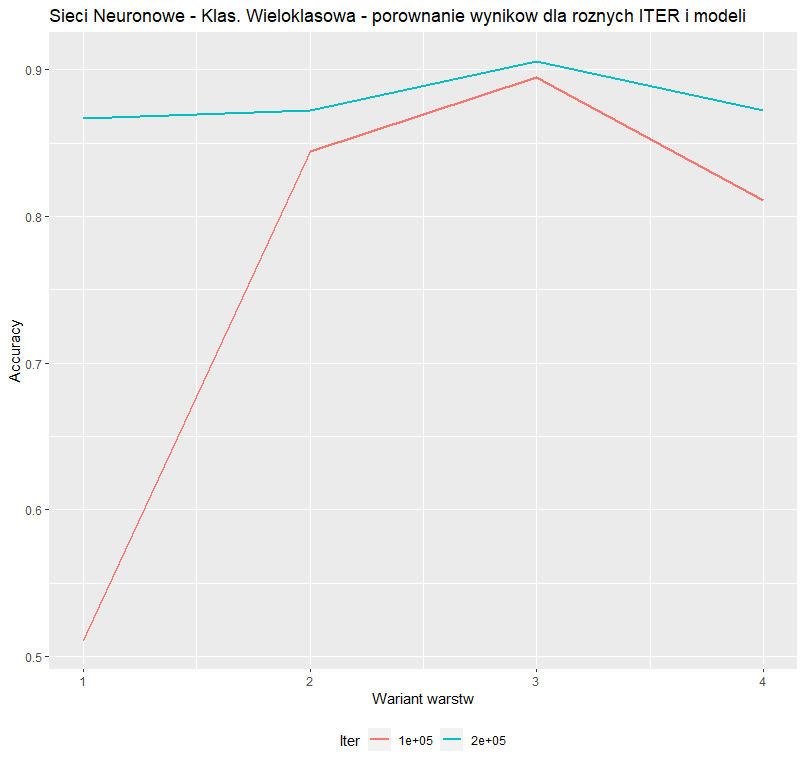 Sieci Neuronowe - Klas. Wieloklasowa - porownanie wynikow dla roznych ITER i modeli
Accuracy
0.9
0.8
0.7
0.6
0.5
1 2 3 4
Wariant warstw
Iter 1e+05 2e+05